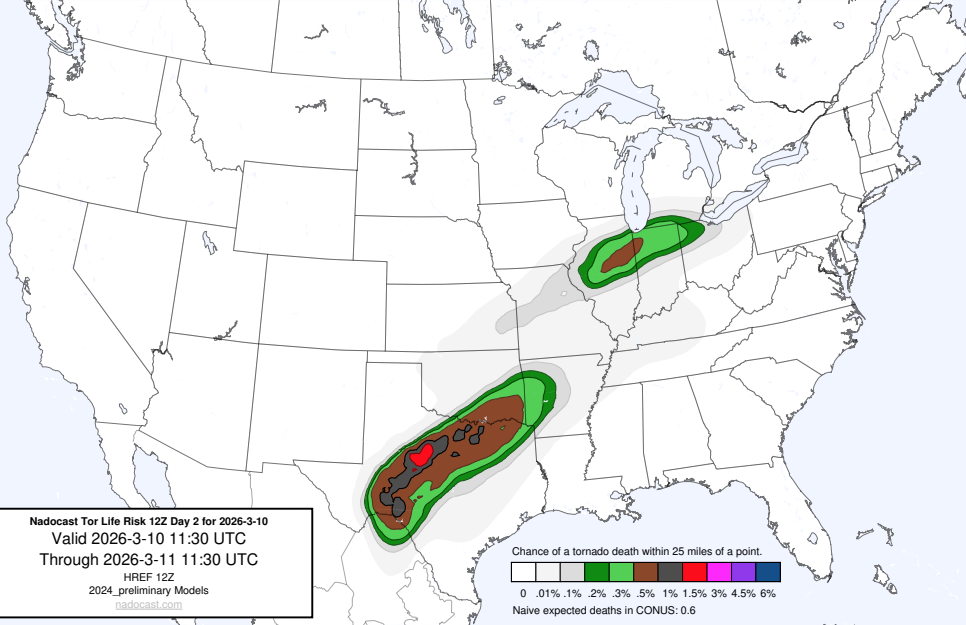 Nadocast Tor Life Risk 12Z Day 2 for 2026-3-10
Valid 2026-3-10 11:30 UTC
Through 2026-3-11 11:30 UTC
HREF 12Z
2024_preliminary Models
nadocast.com
Chance of a tornado death within 25 miles of a point.
0 .01% .1% .2% .3% .5% 1% 1.5% 3% 4.5% 6%
Naive expected deaths in CONUS: 0.6